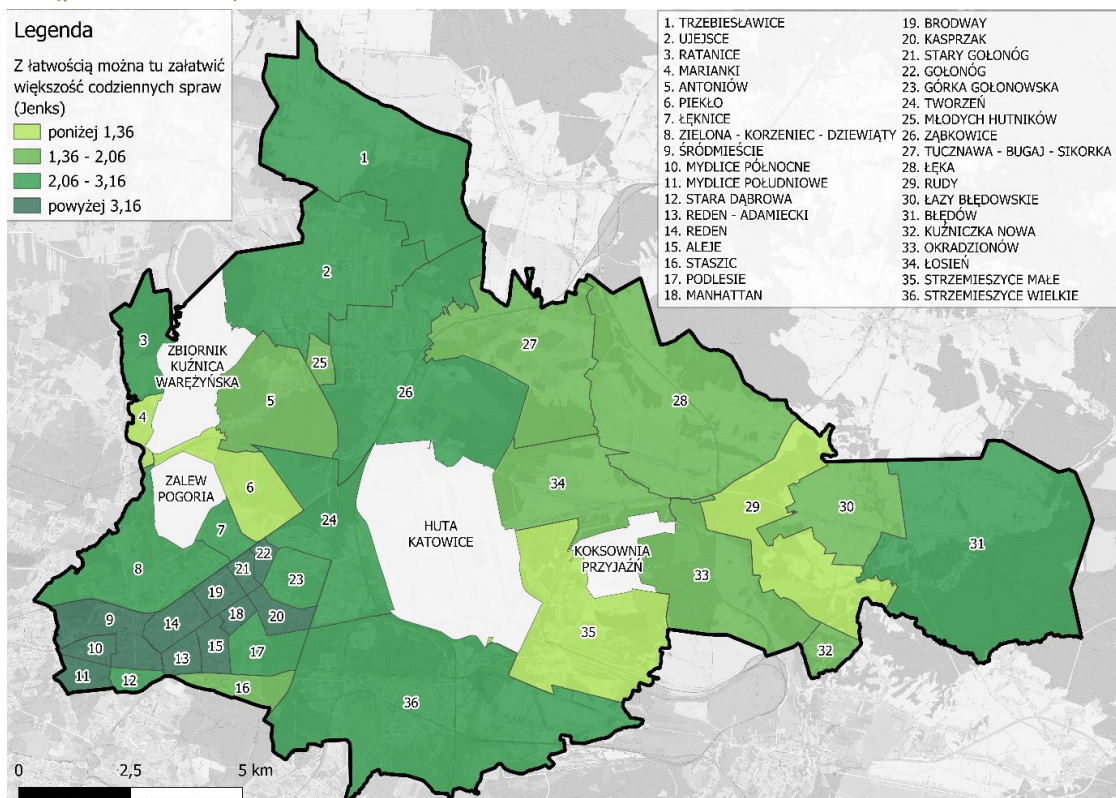 Legenda
Z łatwością można tu załatwić
większość codziennych spraw
(Jenks)
poniżej 1,36
1,36 - 2,06
2,06 - 3,16
powyżej 3,16
1. TRZEBIESŁAWICE
2. UJEJSCE
3. RATANICE
4. MARIANKI
5. ANTONIÓW
6. PIEKŁO
7. ŁĘKNICE
8. ZIELONA - KORZENIEC - DZIEWIĄTY
9. ŚRÓDMIEŚCIE
10. MYDLICE PÓŁNOCNE
11. MYDLICE POŁUDNIOWE
12. STARA DĄBROWA
13. REDEN - ADAMIECKI
14. REDEN
15. ALEJE
16. STASZIC
17. PODLESIE
18. MANHATTAN
19. BRODWAY
20. KASPRZAK
21. STARY GOŁONÓG
22. GOŁONÓG
23. GÓRKA GOŁONOWSKA
24. TWORZEŃ
25. MŁODYCH HUTNIKÓW
26. ZĄBKOWICE
27. TUCZNAWA - BUGAJ - SIKORKA
28. ŁĘKA
29. RUDY
30. ŁAZY BŁĘDOWSKIE
31. BŁĘDÓW
32. KUŹNICZKA NOWA
33. OKRADZIONÓW
34. ŁOSIEŃ
35. STRZEMIESZYCE MAŁE
36. STRZEMIESZYCE WIELKIE
1
2
3
ZBIORNIK
KUŹNICA
WARĘŻYŃSKA
25
27
26
5
4
28
ZALEW
POGORIA
6
34
29
30
7
24
HUTA
KATOWICE
KOKSOWNIA
PRZYJAŹŃ
31
8
22
21
23
33
19
18
20
9
14
35
10
13
15
17
32
11
12
16
36
0
2,5
5 km